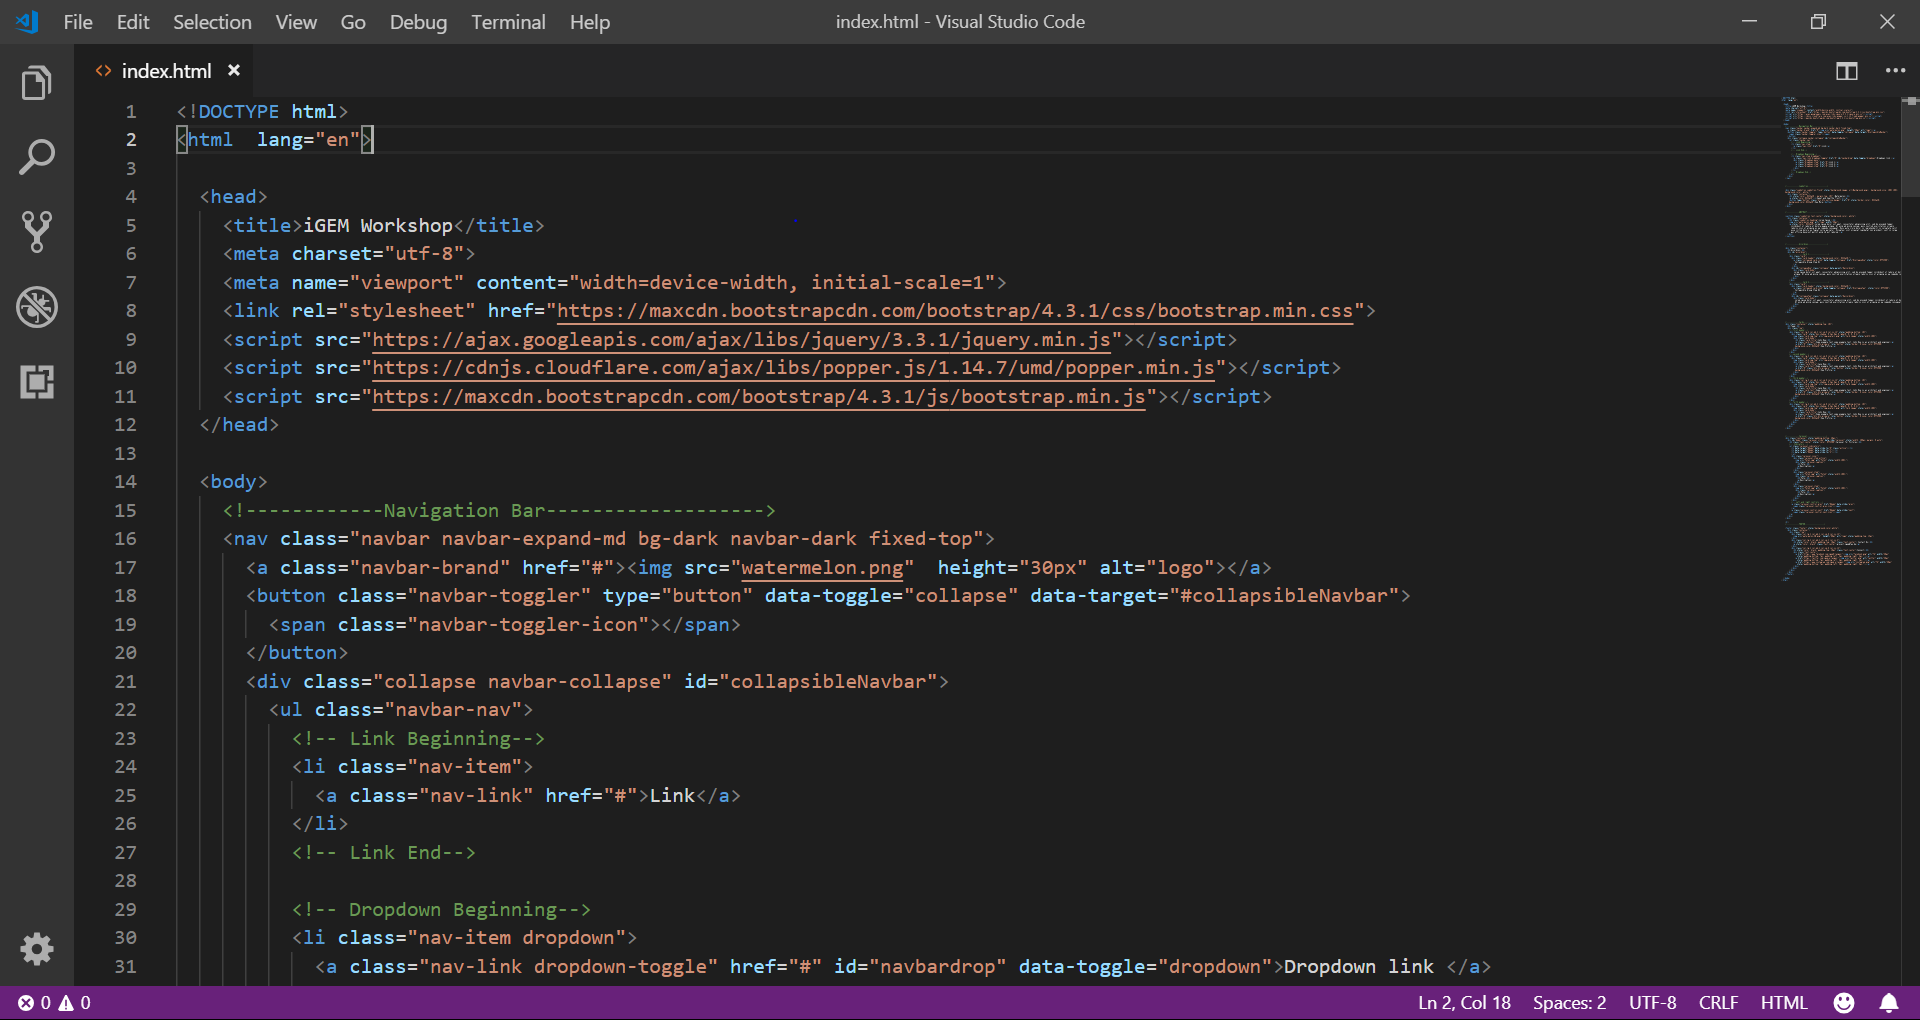 File Edit Selection View Go Debug Terminal Help index.html - Visual Studio Code
<> index.html ×
1 <!DOCTYPE html>
2 <html  lang="en">
3
4 <head>
5 <title>iGEM Workshop</title>
6 <meta charset="utf-8">
7 <meta name="viewport" content="width=device-width, initial-scale=1">
8 <link rel="stylesheet" href="https://maxcdn.bootstrapcdn.com/bootstrap/4.3.1/css/bootstrap.min.css">
9 <script src="https://ajax.googleapis.com/ajax/libs/jquery/3.3.1/jquery.min.js"></script>
10 <script src="https://cdnjs.cloudflare.com/ajax/libs/popper.js/1.14.7/umd/popper.min.js"></script>
11 <script src="https://maxcdn.bootstrapcdn.com/bootstrap/4.3.1/js/bootstrap.min.js"></script>
12 </head>
13
14 <body>
15 <!------------Navigation Bar------------------->
16 <nav class="navbar navbar-expand-md bg-dark navbar-dark fixed-top">
17 <a class="navbar-brand" href="#"><img src="watermelon.png"  height="30px" alt="logo"></a>
18 <button class="navbar-toggler" type="button" data-toggle="collapse" data-target="#collapsibleNavbar">
19 <span class="navbar-toggler-icon"></span>
20 </button>
21 <div class="collapse navbar-collapse" id="collapsibleNavbar">
22 <ul class="navbar-nav">
23 <!-- Link Beginning-->
24 <li class="nav-item">
25 <a class="nav-link" href="#">Link</a>
26 </li>
27 <!-- Link End-->
28
29 <!-- Dropdown Beginning-->
30 <li class="nav-item dropdown">
31 <a class="nav-link dropdown-toggle" href="#" id="navbardrop" data-toggle="dropdown">Dropdown link </a>
0 0 Ln 2, Col 18 Spaces: 2 UTF-8 CRLF HTML